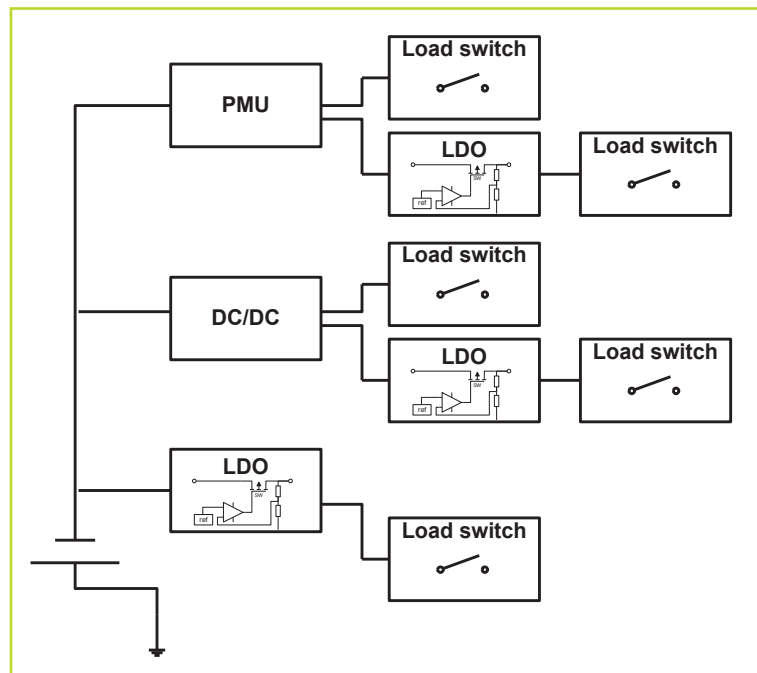 Load switch
PMU
LDO
SW
ref
Load switch
Load switch
DC/DC
LDO
SW
ref
Load switch
LDO
SW
ref
Load switch